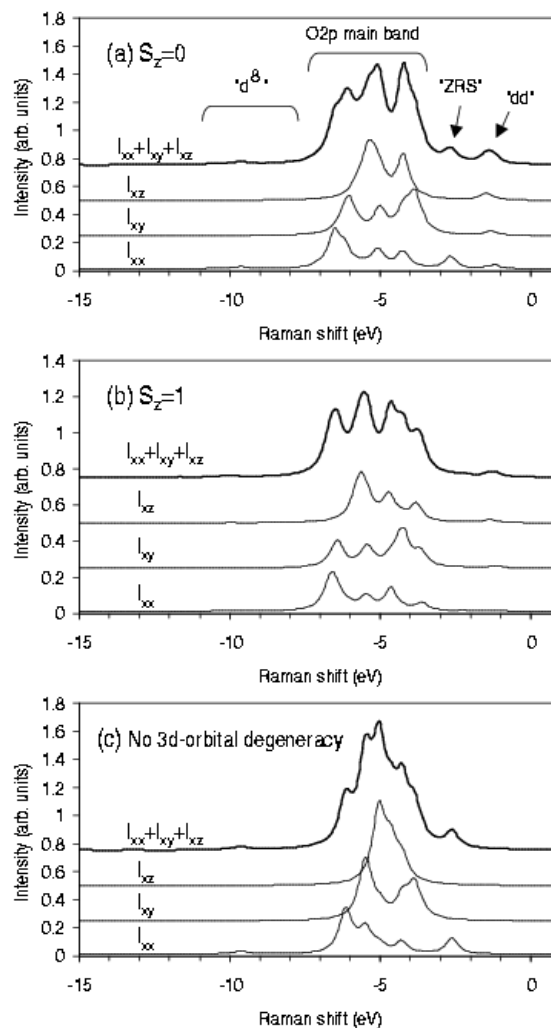 (a) S_z=0
O2p main band
"d⁸"
"ZRS"
"dd"
I_xx+I_xy+I_xz
I_xz
I_xy
I_xx
Intensity (arb. units)
1.8
1.6
1.4
1.2
1
0.8
0.6
0.4
0.2
0
-15 -10 -5 0
Raman shift (eV)
(b) S_z=1
I_xx+I_xy+I_xz
I_xz
I_xy
I_xx
Intensity (arb. units)
1.4
1.2
1
0.8
0.6
0.4
0.2
0
-15 -10 -5 0
Raman shift (eV)
(c) No 3d-orbital degeneracy
I_xx+I_xy+I_xz
I_xz
I_xy
I_xx
Intensity (arb. units)
1.8
1.6
1.4
1.2
1
0.8
0.6
0.4
0.2
0
-15 -10 -5 0
Raman shift (eV)